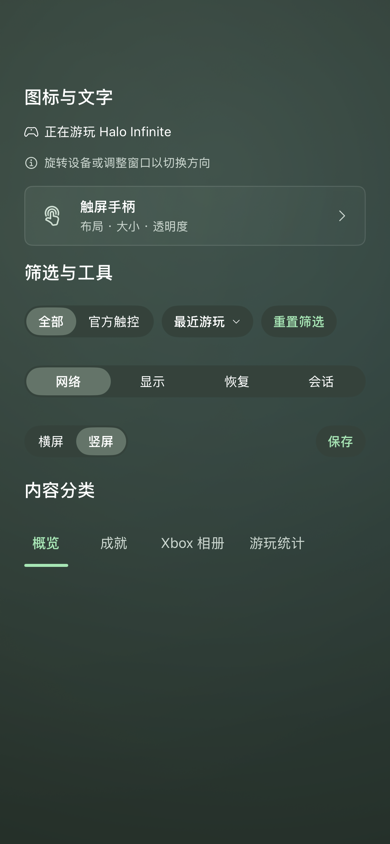 图标与文字
正在游玩 Halo Infinite
旋转设备或调整窗口以切换方向
触屏手柄
布局 · 大小 · 透明度
筛选与工具
全部 官方触控 最近游玩 重置筛选
网络 显示 恢复 会话
横屏 竖屏 保存
内容分类
概览 成就 Xbox 相册 游玩统计